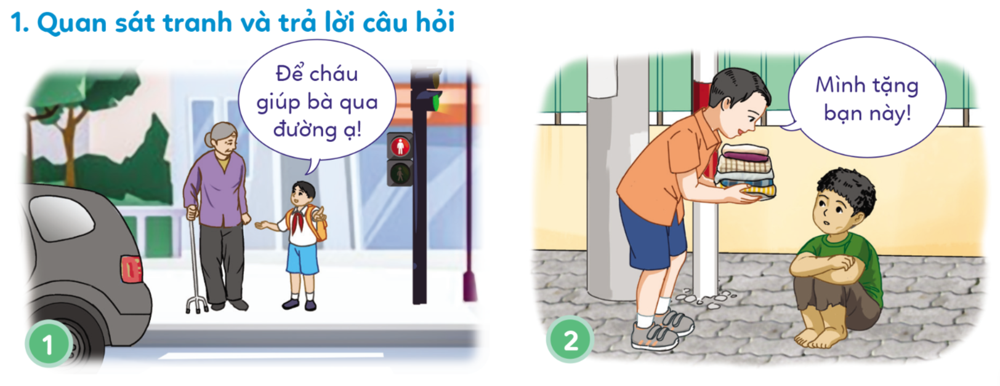 1. Quan sát tranh và trả lời câu hỏi
Để cháu
giúp bà qua
đường ạ!
1
Mình tặng
bạn này!
2